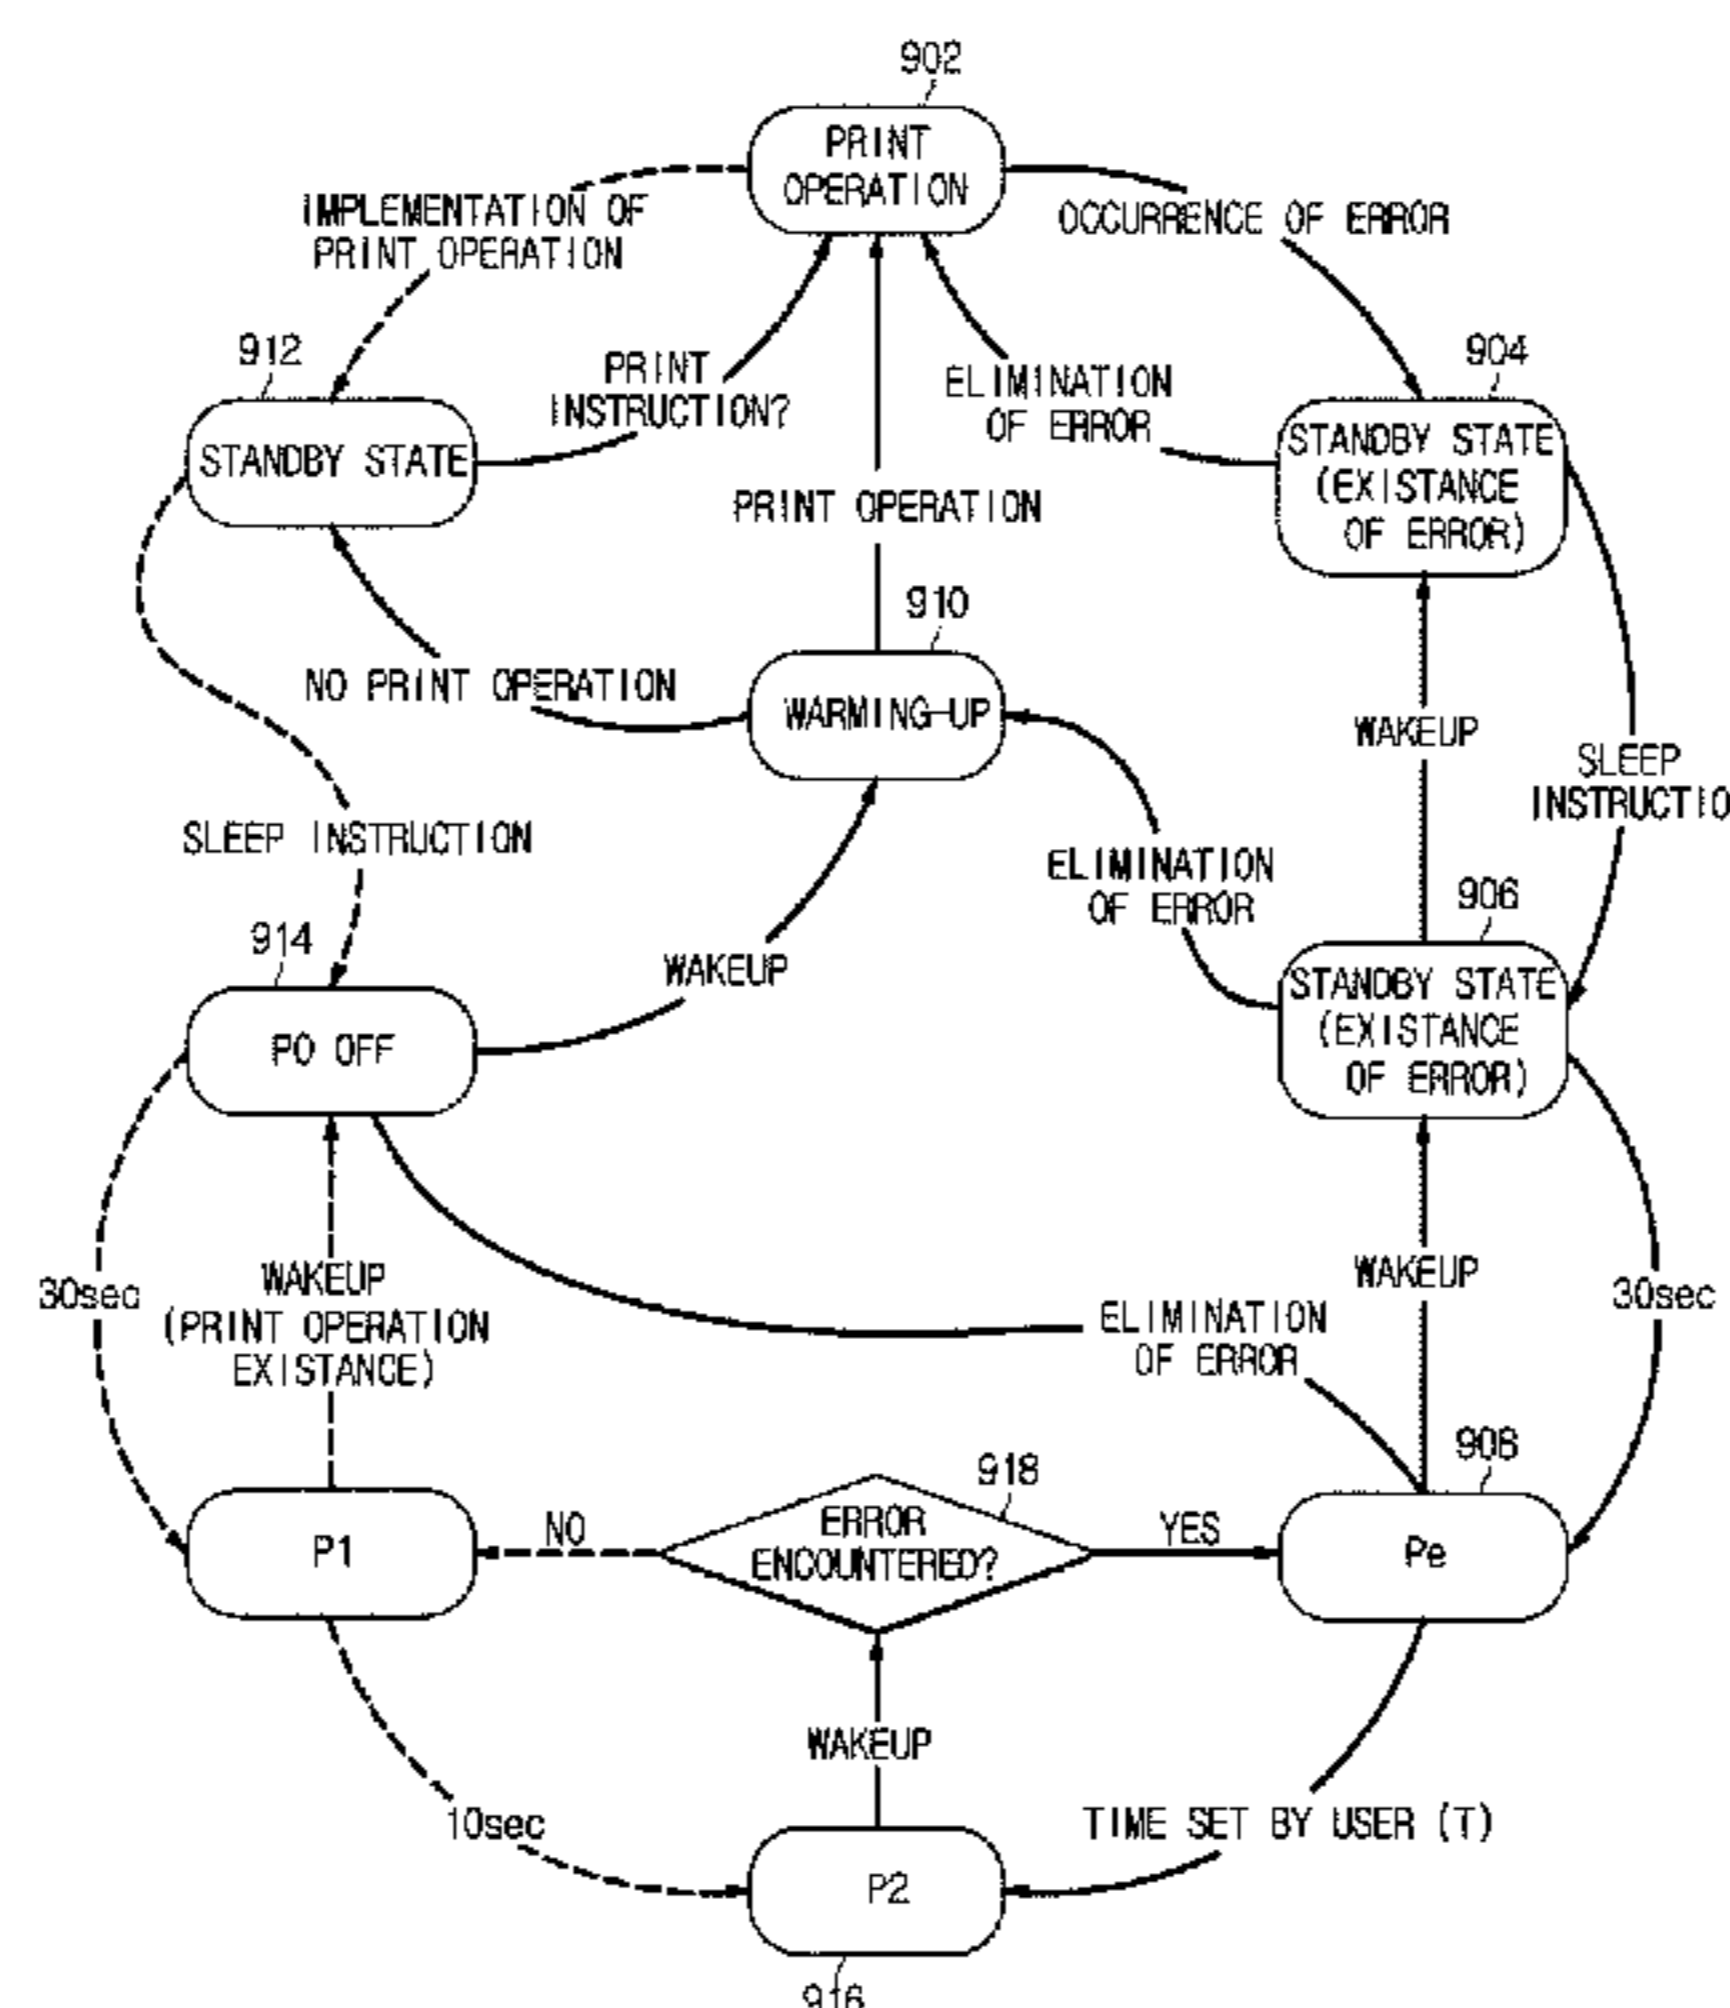 902
PRINT
OPERATION
IMPLEMENTATION OF
PRINT OPERATION
OCCURRENCE OF ERROR
912
PRINT
INSTRUCTION?
ELIMINATION
OF ERROR
904
STANDBY STATE
STANDBY STATE
(EXISTANCE
OF ERROR)
PRINT OPERATION
910
NO PRINT OPERATION
WARMING-UP
WAKEUP
SLEEP
INSTRUCTIO
SLEEP INSTRUCTION
ELIMINATION
OF ERROR
906
914
WAKEUP
STANDBY STATE
(EXISTANCE
OF ERROR)
PO OFF
30sec
WAKEUP
(PRINT OPERATION
EXISTANCE)
ELIMINATION
OF ERROR
WAKEUP
30sec
908
918
P1
NO
ERROR
ENCOUNTERED?
YES
Pe
WAKEUP
10sec
TIME SET BY USER (T)
P2
916